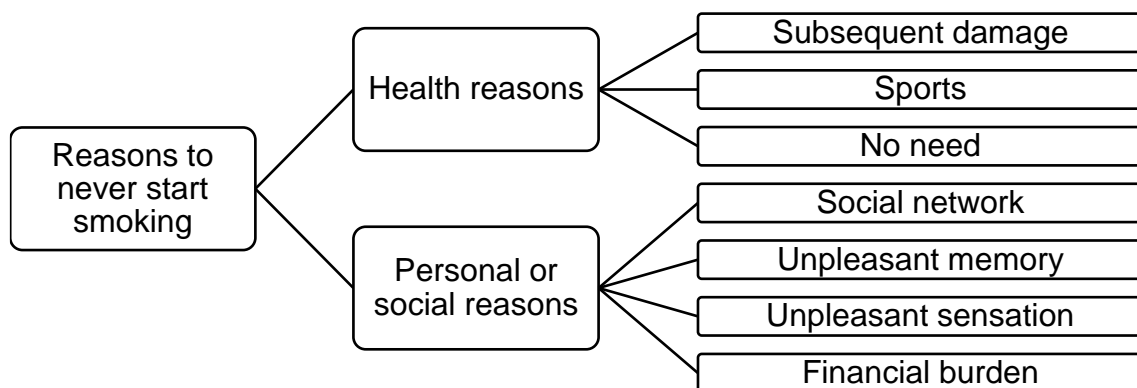 Reasons to
never start
smoking
Health reasons
Subsequent damage
Sports
No need
Personal or
social reasons
Social network
Unpleasant memory
Unpleasant sensation
Financial burden